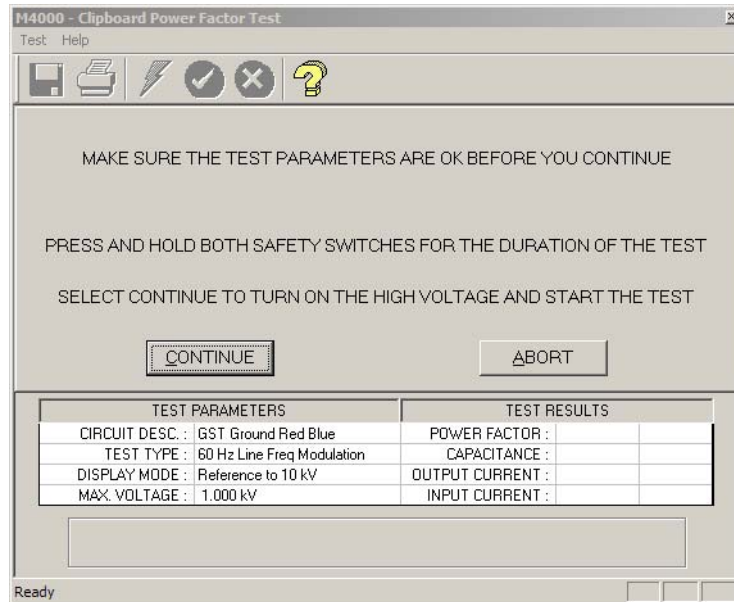 M4000 - Clipboard Power Factor Test
Test Help
MAKE SURE THE TEST PARAMETERS ARE OK BEFORE YOU CONTINUE
PRESS AND HOLD BOTH SAFETY SWITCHES FOR THE DURATION OF THE TEST
SELECT CONTINUE TO TURN ON THE HIGH VOLTAGE AND START THE TEST
CONTINUE ABORT
TEST PARAMETERS TEST RESULTS
CIRCUIT DESC. : GST Ground Red Blue POWER FACTOR :
TEST TYPE : 60 Hz Line Freq Modulation CAPACITANCE :
DISPLAY MODE : Reference to 10 kV OUTPUT CURRENT :
MAX. VOLTAGE : 1.000 kV INPUT CURRENT :
Ready